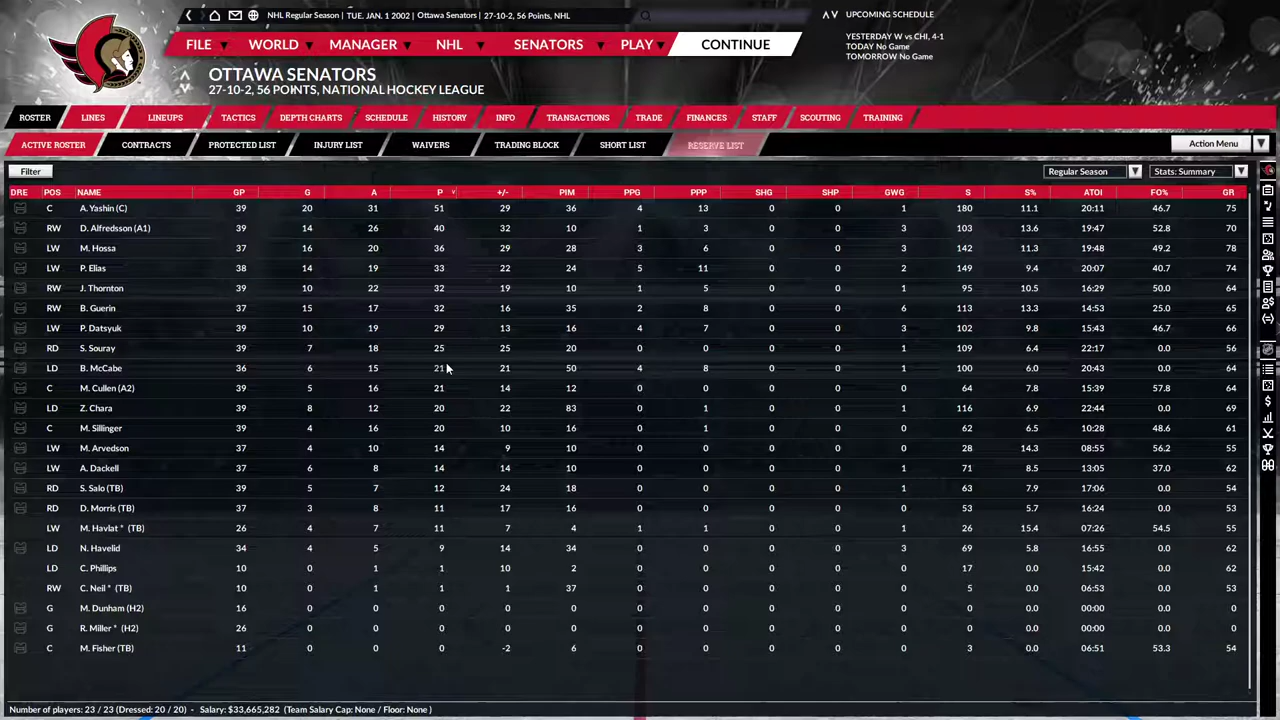 NHL Regular Season | TUE. JAN. 1 2002 | Ottawa Senators | 27-10-2, 56 Points, NHL
UPCOMING SCHEDULE
FILE WORLD MANAGER NHL SENATORS PLAY CONTINUE
YESTERDAY W vs CHI, 4-1
TODAY No Game
TOMORROW No Game
OTTAWA SENATORS
27-10-2, 56 POINTS, NATIONAL HOCKEY LEAGUE
ROSTER LINES LINEUPS TACTICS DEPTH CHARTS SCHEDULE HISTORY INFO TRANSACTIONS TRADE FINANCES STAFF SCOUTING TRAINING
ACTIVE ROSTER CONTRACTS PROTECTED LIST INJURY LIST WAIVERS TRADING BLOCK SHORT LIST RESERVE LIST Action Menu
Filter Regular Season Stats: Summary
DRE POS NAME GP G A P +/- PIM PPG PPP SHG SHP GWG S S% ATOI FO% GR
C A. Yashin (C) 39 20 31 51 29 36 4 13 0 0 1 180 11.1 20:11 46.7 75
RW D. Alfredsson (A1) 39 14 26 40 32 10 1 3 0 0 3 103 13.6 19:47 52.8 70
LW M. Hossa 37 16 20 36 29 28 3 6 0 0 3 142 11.3 19:48 49.2 78
LW P. Elias 38 14 19 33 22 24 5 11 0 0 2 149 9.4 20:07 40.7 74
RW J. Thornton 39 10 22 32 19 10 1 5 0 0 1 95 10.5 16:29 50.0 64
RW B. Guerin 37 15 17 32 16 35 2 8 0 0 6 113 13.3 14:53 25.0 65
LW P. Datsyuk 39 10 19 29 13 16 4 7 0 0 3 102 9.8 15:43 46.7 66
RD S. Souray 39 7 18 25 25 20 0 0 0 0 1 109 6.4 22:17 0.0 56
LD B. McCabe 36 6 15 21 21 50 4 8 0 0 1 100 6.0 20:43 0.0 64
C M. Cullen (A2) 39 5 16 21 14 12 0 0 0 0 0 64 7.8 15:39 57.8 64
LD Z. Chara 39 8 12 20 22 83 0 1 0 0 1 116 6.9 22:44 0.0 69
C M. Sillinger 39 4 16 20 10 16 0 1 0 0 0 62 6.5 10:28 48.6 61
LW M. Arvedson 37 4 10 14 9 10 0 0 0 0 0 28 14.3 08:55 56.2 55
LW A. Dackell 37 6 8 14 14 10 0 0 0 0 1 71 8.5 13:05 37.0 62
RD S. Salo (TB) 39 5 7 12 24 18 0 0 0 0 1 63 7.9 17:06 0.0 54
RD D. Morris (TB) 37 3 8 11 17 16 0 0 0 0 0 53 5.7 16:24 0.0 53
LW M. Havlat * (TB) 26 4 7 11 7 4 1 1 0 0 1 26 15.4 07:26 54.5 55
LD N. Havelid 34 4 5 9 14 34 0 0 0 0 3 69 5.8 16:55 0.0 62
LD C. Phillips 10 0 1 1 10 2 0 0 0 0 0 17 0.0 15:42 0.0 62
RW C. Neil * (TB) 10 0 1 1 1 37 0 0 0 0 0 5 0.0 06:53 0.0 53
G M. Dunham (H2) 16 0 0 0 0 0 0 0 0 0 0 0 0.0 00:00 0.0 0
G R. Miller * (H2) 26 0 0 0 0 0 0 0 0 0 0 0 0.0 00:00 0.0 0
C M. Fisher (TB) 11 0 0 0 -2 6 0 0 0 0 0 3 0.0 06:51 53.3 54
Number of players: 23 / 23 (Dressed: 20 / 20) - Salary: $33,665,282 (Team Salary Cap: None / Floor: None )